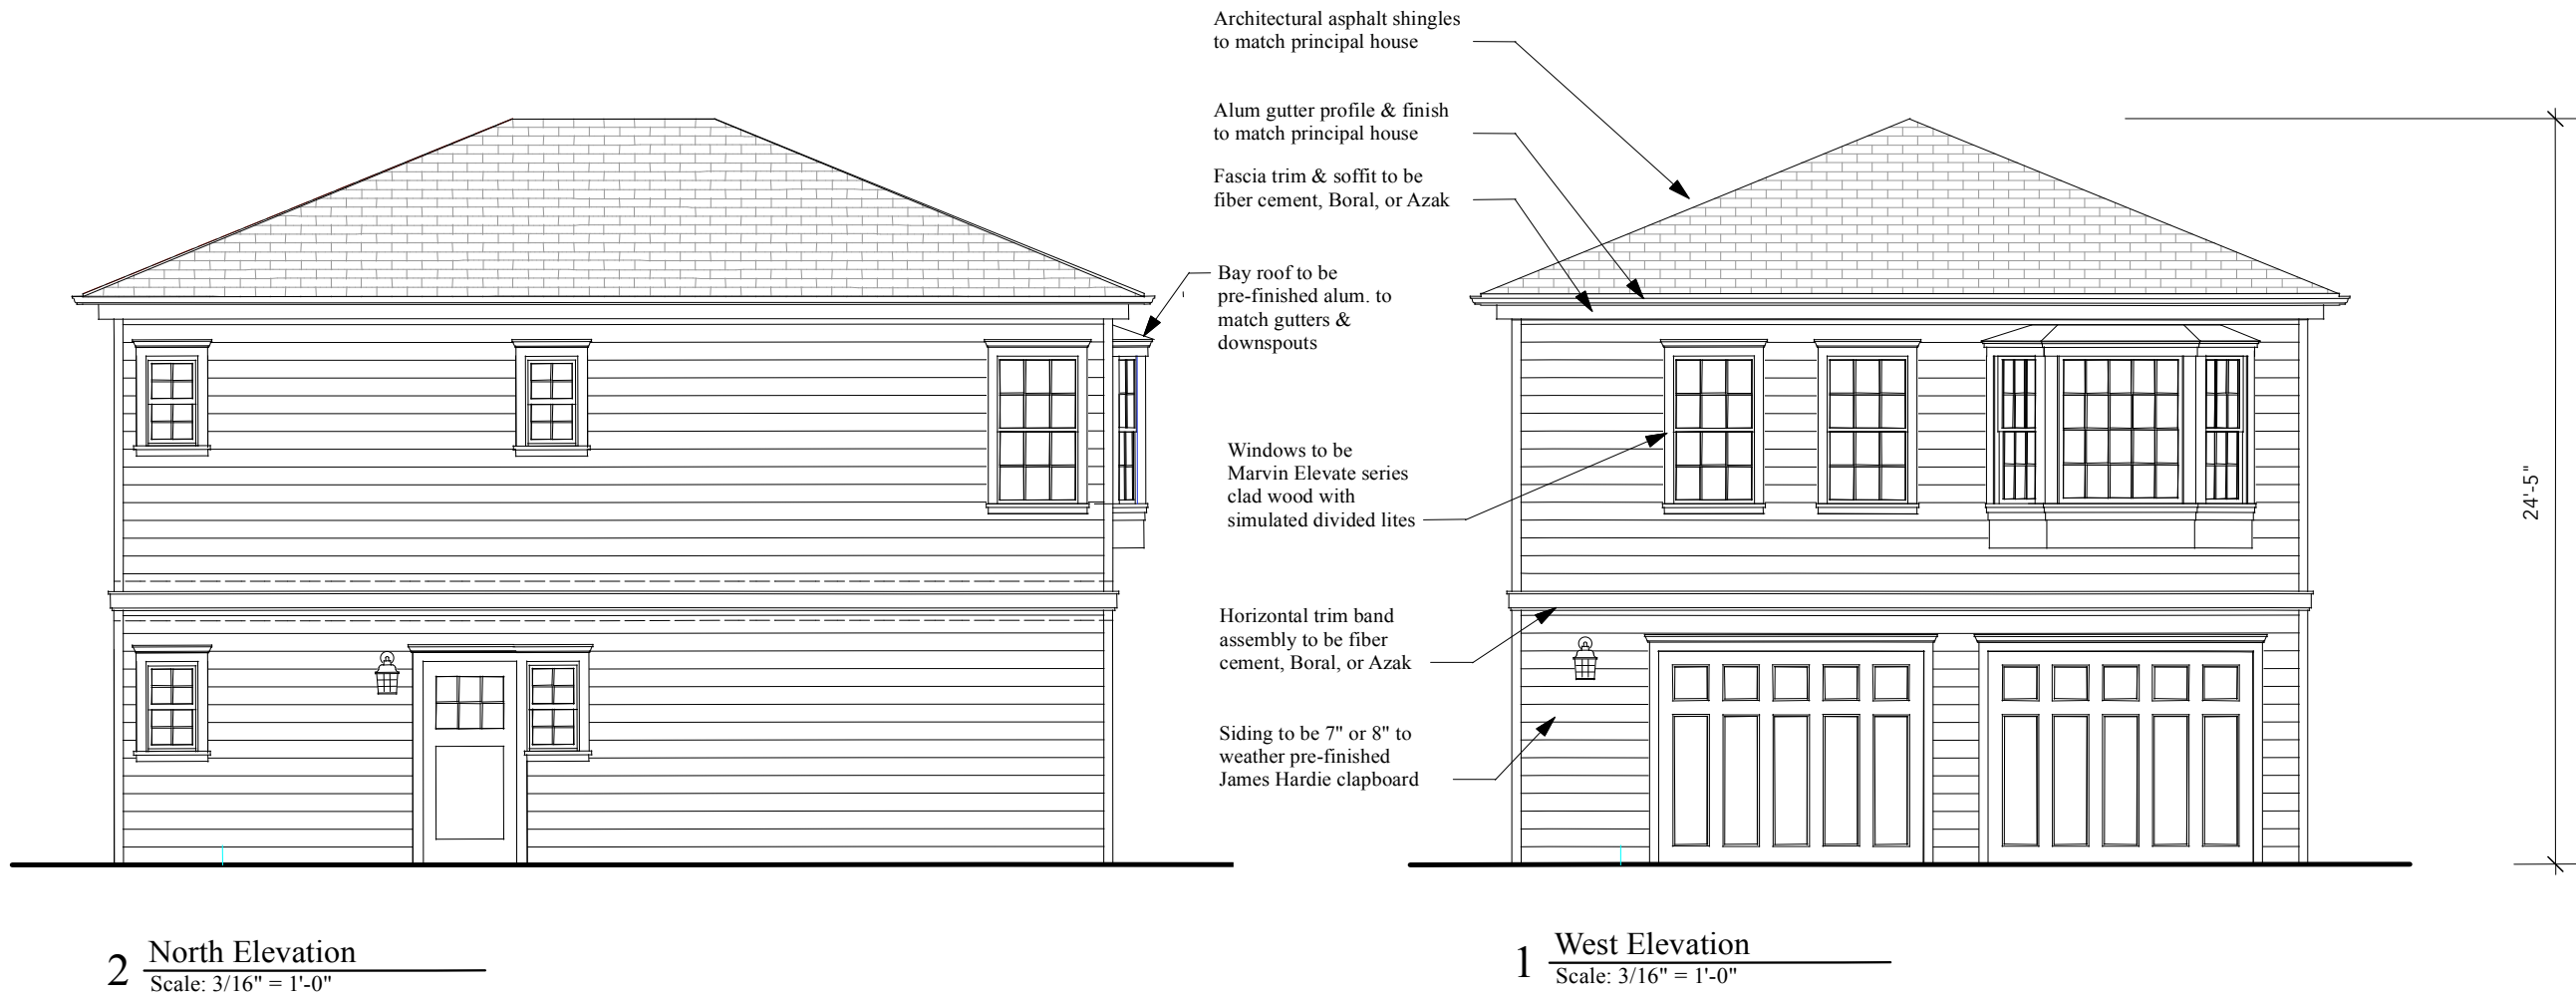 Architectural asphalt shingles
to match principal house
Alum gutter profile & finish
to match principal house
Fascia trim & soffit to be
fiber cement, Boral, or Azak
Bay roof to be
pre-finished alum. to
match gutters &
downspouts
Windows to be
Marvin Elevate series
clad wood with
simulated divided lites
Horizontal trim band
assembly to be fiber
cement, Boral, or Azak
Siding to be 7" or 8" to
weather pre-finished
James Hardie clapboard
24'-5"
2 North Elevation
Scale: 3/16" = 1'-0"
1 West Elevation
Scale: 3/16" = 1'-0"